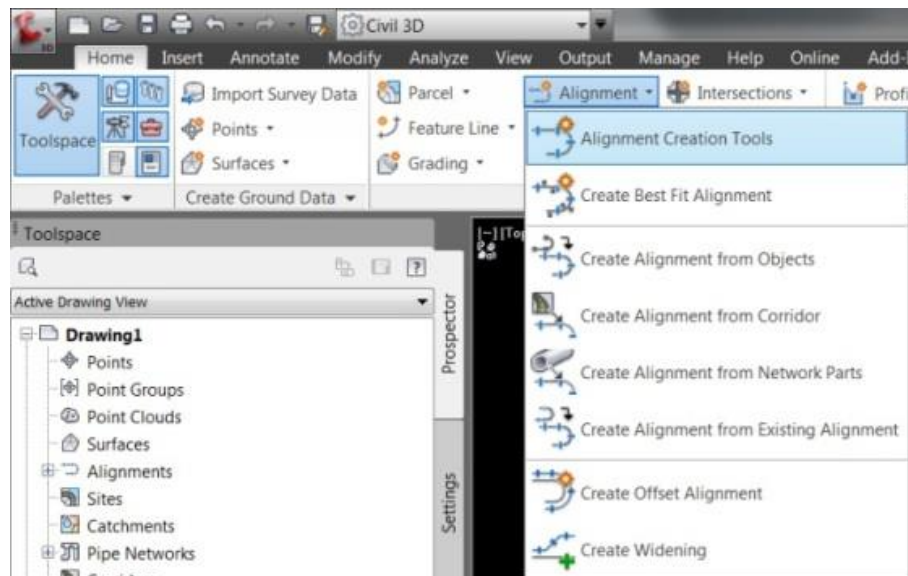 3D
Civil 3D
Home Insert Annotate Modify Analyze View Output Manage Help Online Add-
Toolspace
Import Survey Data
Points
Surfaces
Parcel
Feature Line
Grading
Alignment
Intersections
Profi
Palettes
Create Ground Data
Alignment Creation Tools
Create Best Fit Alignment
Create Alignment from Objects
Create Alignment from Corridor
Create Alignment from Network Parts
Create Alignment from Existing Alignment
Create Offset Alignment
Create Widening
Toolspace
[-][Top
Active Drawing View
Drawing1
Points
Point Groups
Point Clouds
Surfaces
Alignments
Sites
Catchments
Pipe Networks
Prospector
Settings